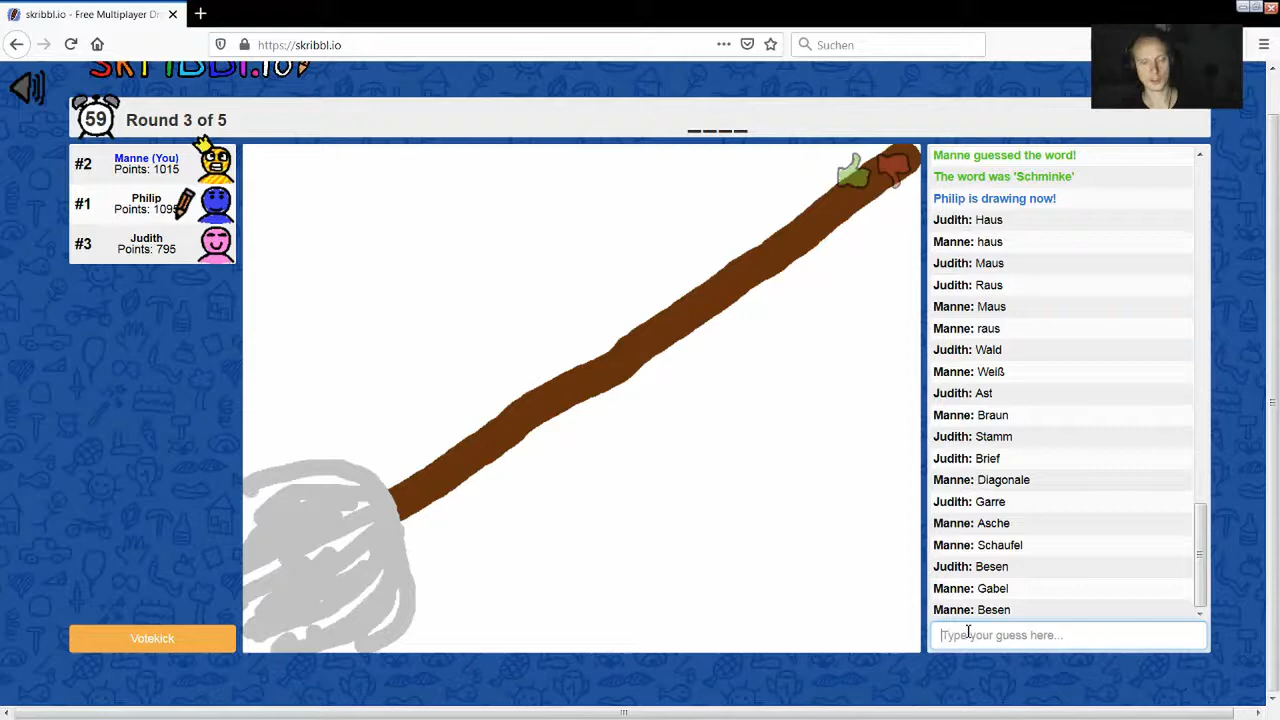 skribbl.io - Free Multiplayer Dr
https://skribbl.io
Suchen
SKRIBBL.IO
59
Round 3 of 5
____
#2
Manne (You)
Points: 1015
#1
Philip
Points: 1095
#3
Judith
Points: 795
Votekick
Manne guessed the word!
The word was 'Schminke'
Philip is drawing now!
Judith: Haus
Manne: haus
Judith: Maus
Judith: Raus
Manne: Maus
Manne: raus
Judith: Wald
Manne: Weiß
Judith: Ast
Manne: Braun
Judith: Stamm
Judith: Brief
Manne: Diagonale
Judith: Garre
Manne: Asche
Manne: Schaufel
Judith: Besen
Manne: Gabel
Manne: Besen
Type your guess here...